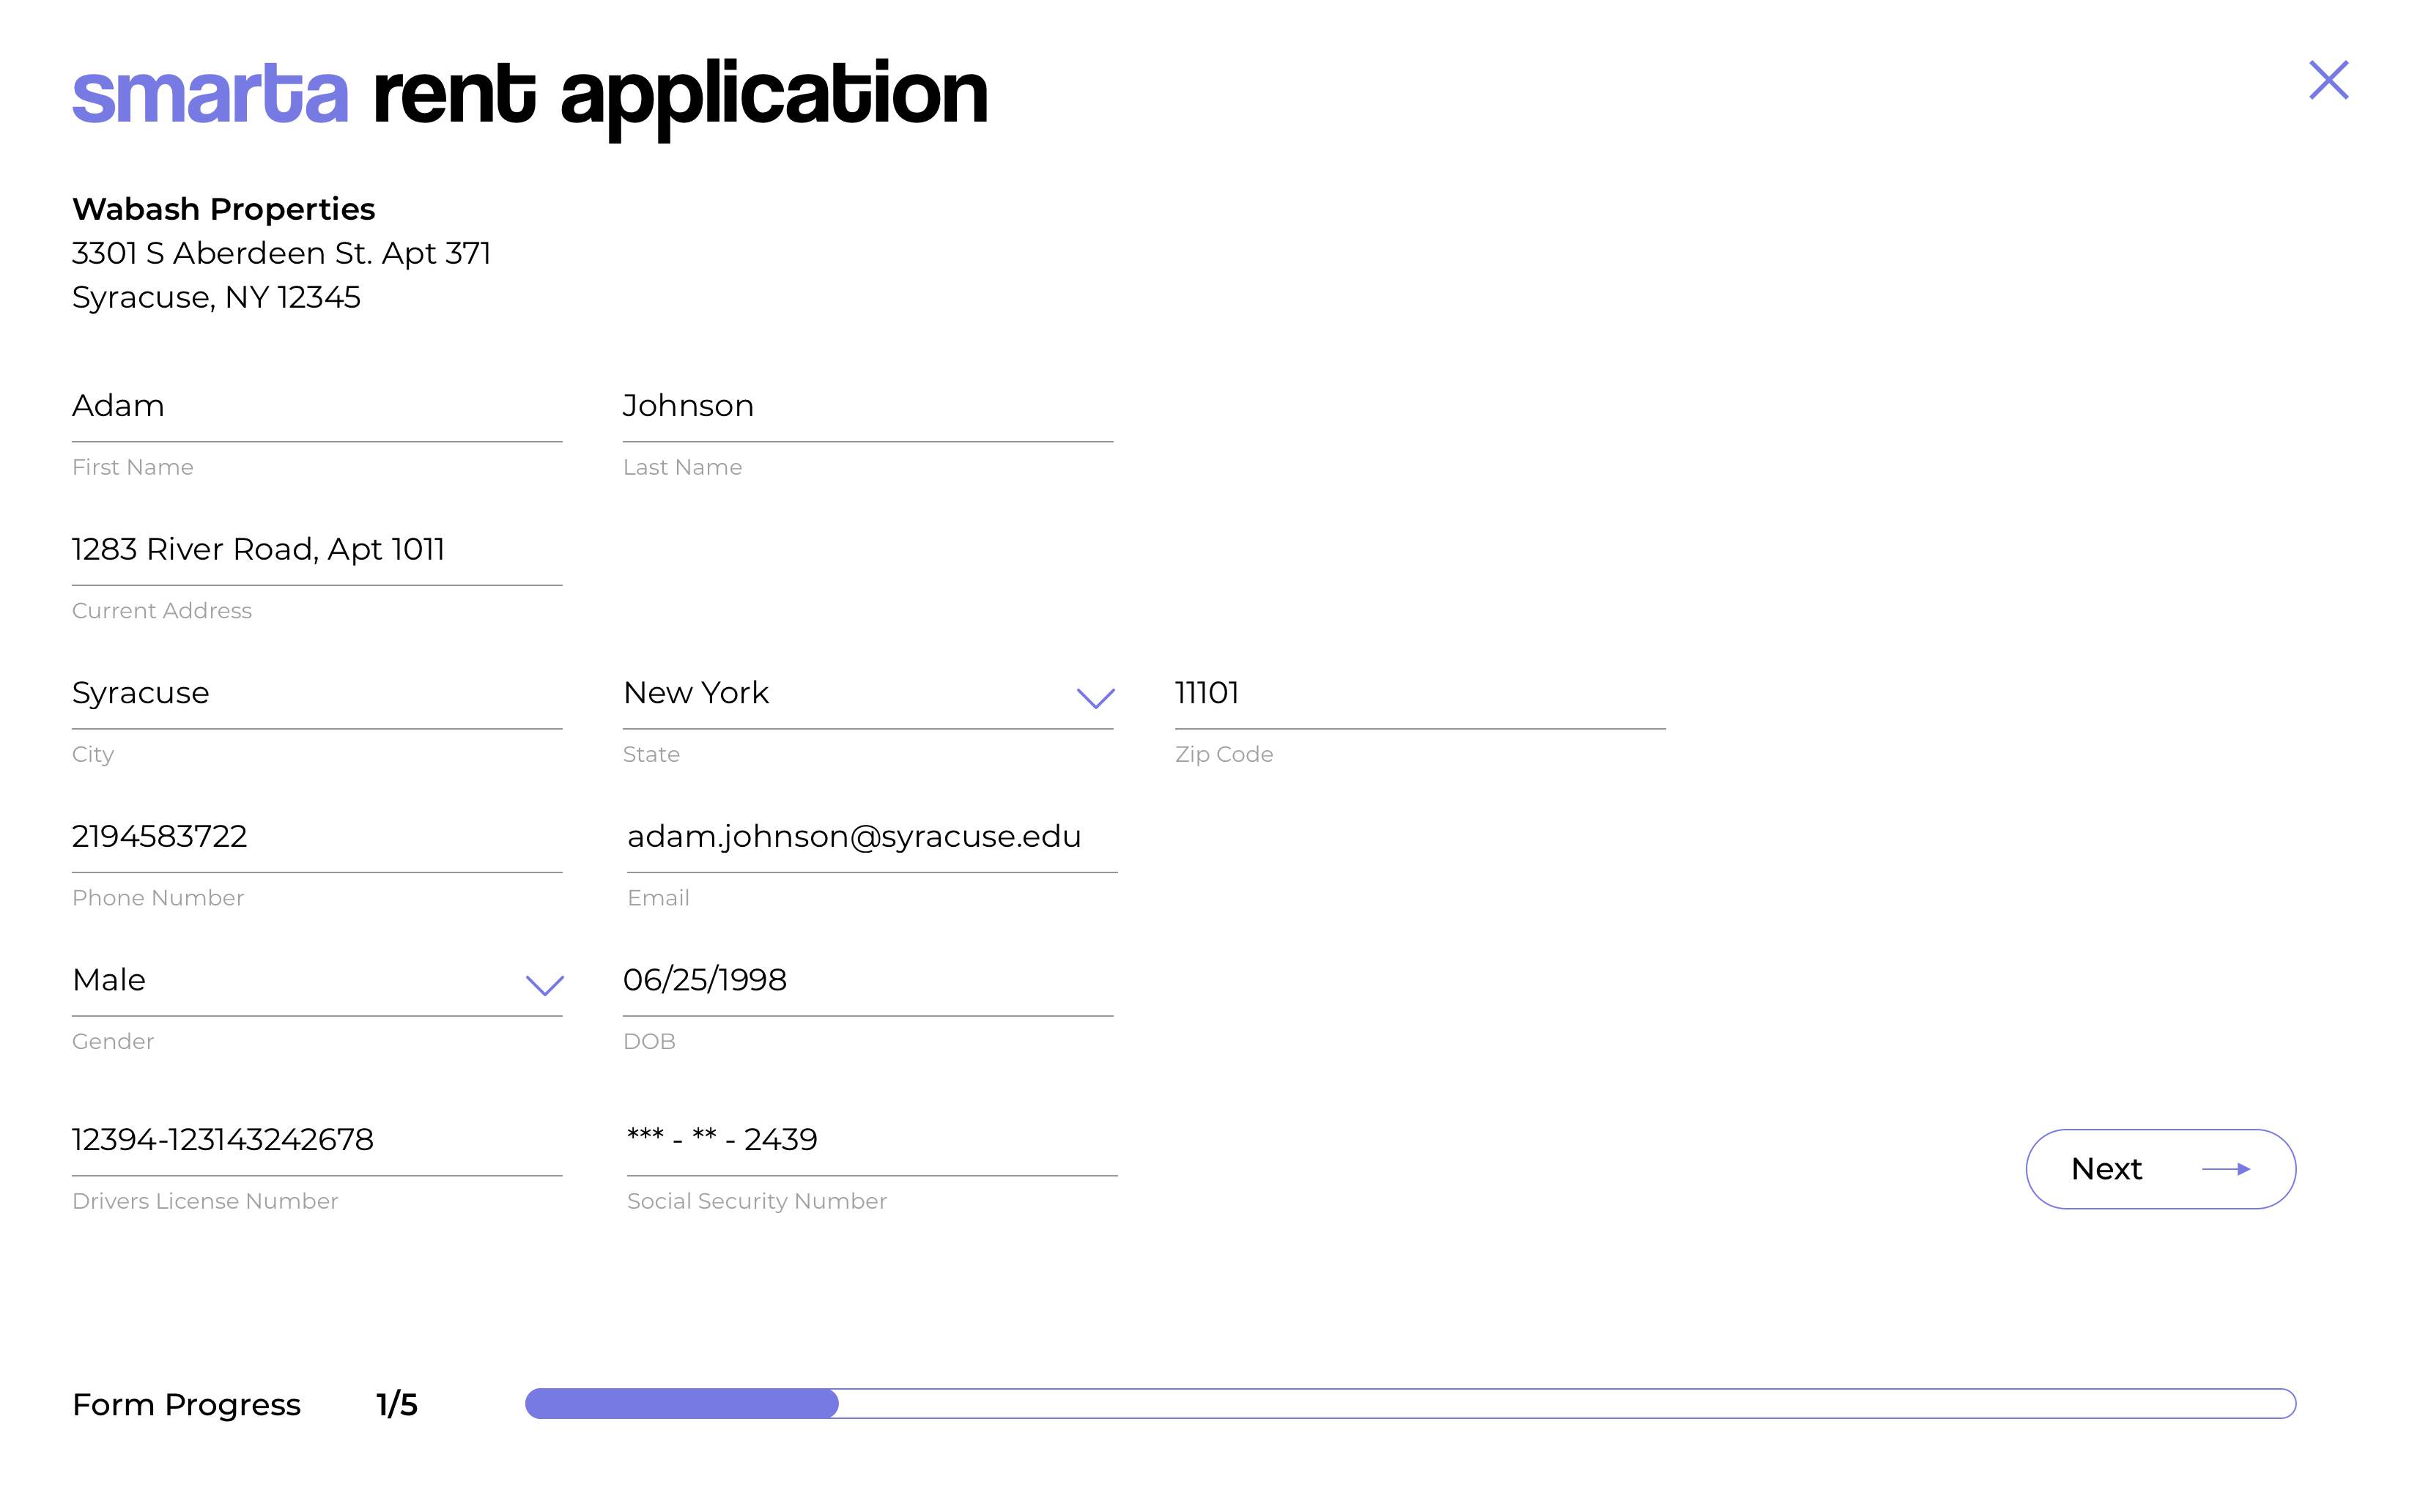 smarta rent application
Wabash Properties
3301 S Aberdeen St. Apt 371
Syracuse, NY 12345
Adam
Johnson
First Name
Last Name
1283 River Road, Apt 1011
Current Address
Syracuse
New York
11101
City
State
Zip Code
2194583722
adam.johnson@syracuse.edu
Phone Number
Email
Male
06/25/1998
Gender
DOB
12394-123143242678
*** - ** - 2439
Drivers License Number
Social Security Number
Next
Form Progress 1/5